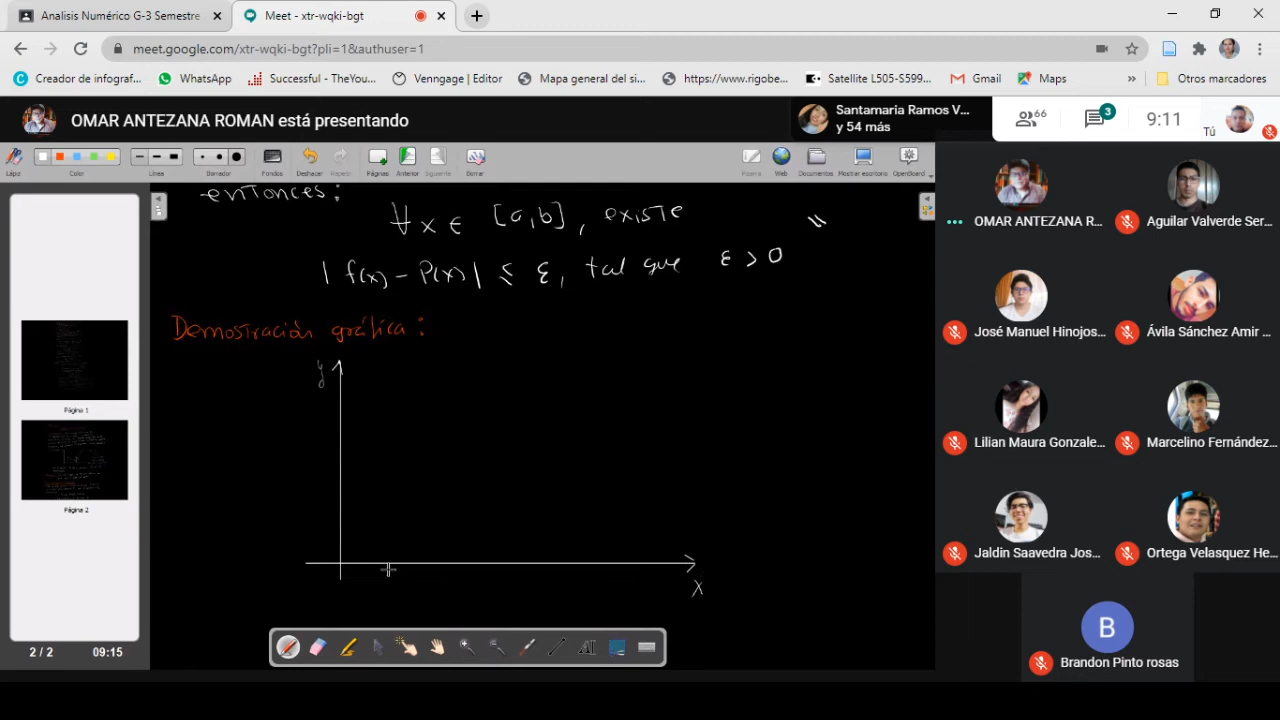 Analisis Numérico G-3 Semestre
Meet - xtr-wqki-bgt
meet.google.com/xtr-wqki-bgt?pli=1&authuser=1
Creador de infograf...
WhatsApp
Successful - TheYou...
Venngage | Editor
Mapa general del si...
https://www.rigobe...
Satellite L505-S599...
Gmail
Maps
»
Otros marcadores
OMAR ANTEZANA ROMAN está presentando
Santamaria Ramos V...
y 54 más
66
3
9:11
Tú
Lápiz
Color
Línea
Borrador
Fondos
Deshacer
Rehacer
Páginas
Anterior
Siguiente
Borrar
Web
Documentos
Mostrar escritorio
OpenBoard
entonces:
∀ x ∈ [a,b], existe
| f(x) - P(x) | ≤ ε, tal que ε > 0 "
Demostración gráfica:
y
x
Página 1
Página 2
2 / 2 09:15
OMAR ANTEZANA R...
Aguilar Valverde Ser...
José Manuel Hinojos...
Ávila Sánchez Amir ...
Lilian Maura Gonzale...
Marcelino Fernández...
Jaldin Saavedra Jos...
Ortega Velasquez He...
B
Brandon Pinto rosas